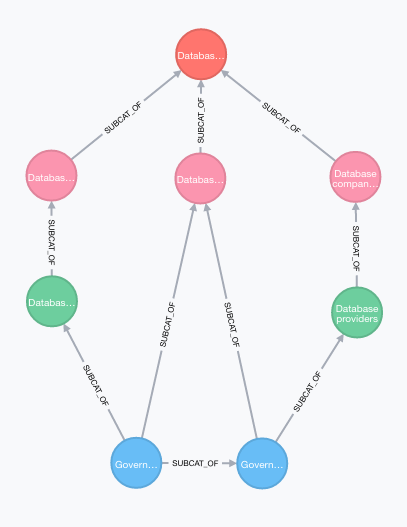 Databas…
SUBCAT_OF
SUBCAT_OF
SUBCAT_OF
Databas…
Databas…
Database
compan…
SUBCAT_OF
SUBCAT_OF
Databas…
Database
providers
SUBCAT_OF
SUBCAT_OF
SUBCAT_OF
SUBCAT_OF
Govern…
SUBCAT_OF
Govern…